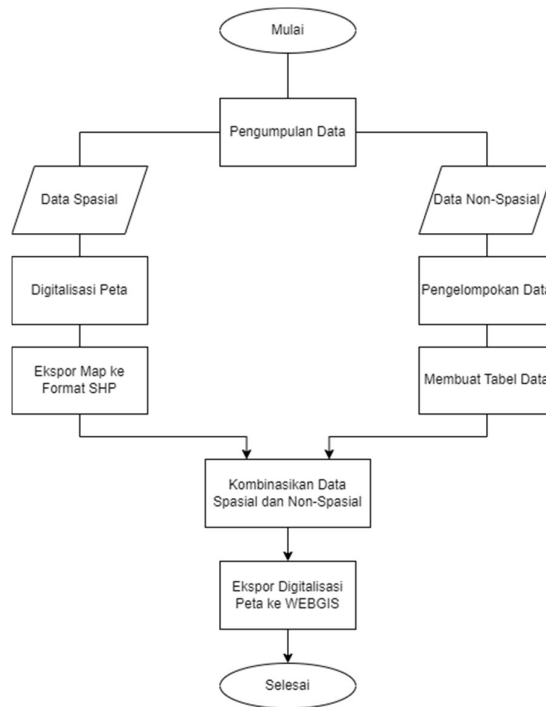 Mulai
Pengumpulan Data
Data Spasial
Data Non-Spasial
Digitalisasi Peta
Pengelompokan Data
Ekspor Map ke
Format SHP
Membuat Tabel Data
Kombinasikan Data
Spasial dan Non-Spasial
Ekspor Digitalisasi
Peta ke WEBGIS
Selesai